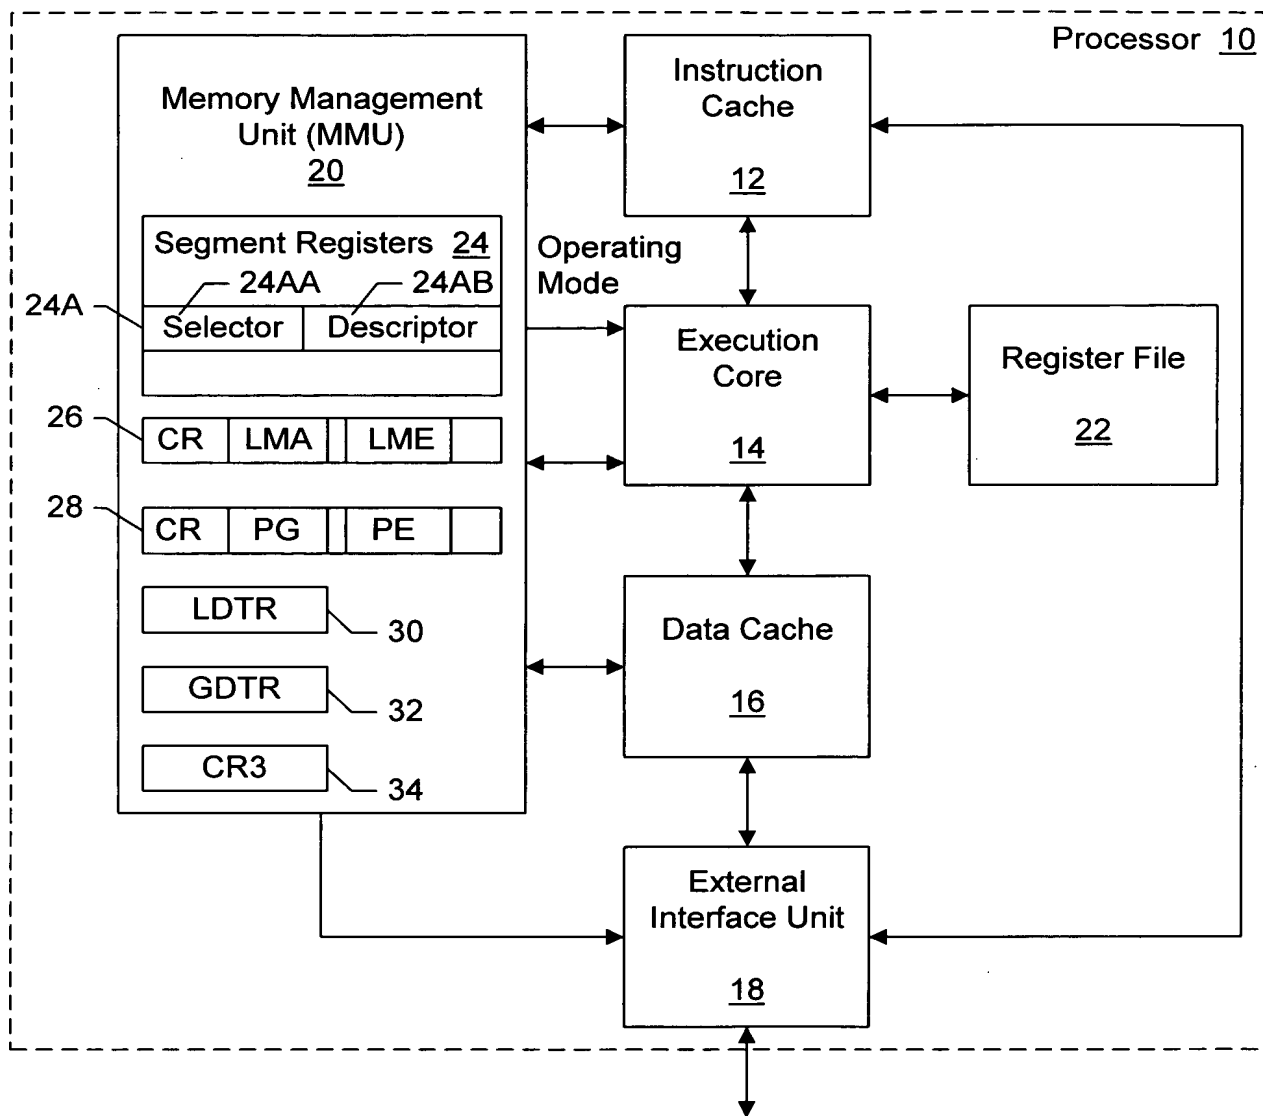 Processor 10
Memory Management
Unit (MMU)
20
Segment Registers 24
24AA
24AB
24A
Selector
Descriptor
26
CR
LMA
LME
28
CR
PG
PE
LDTR
30
GDTR
32
CR3
34
Operating
Mode
Instruction
Cache
12
Execution
Core
14
Register File
22
Data Cache
16
External
Interface Unit
18